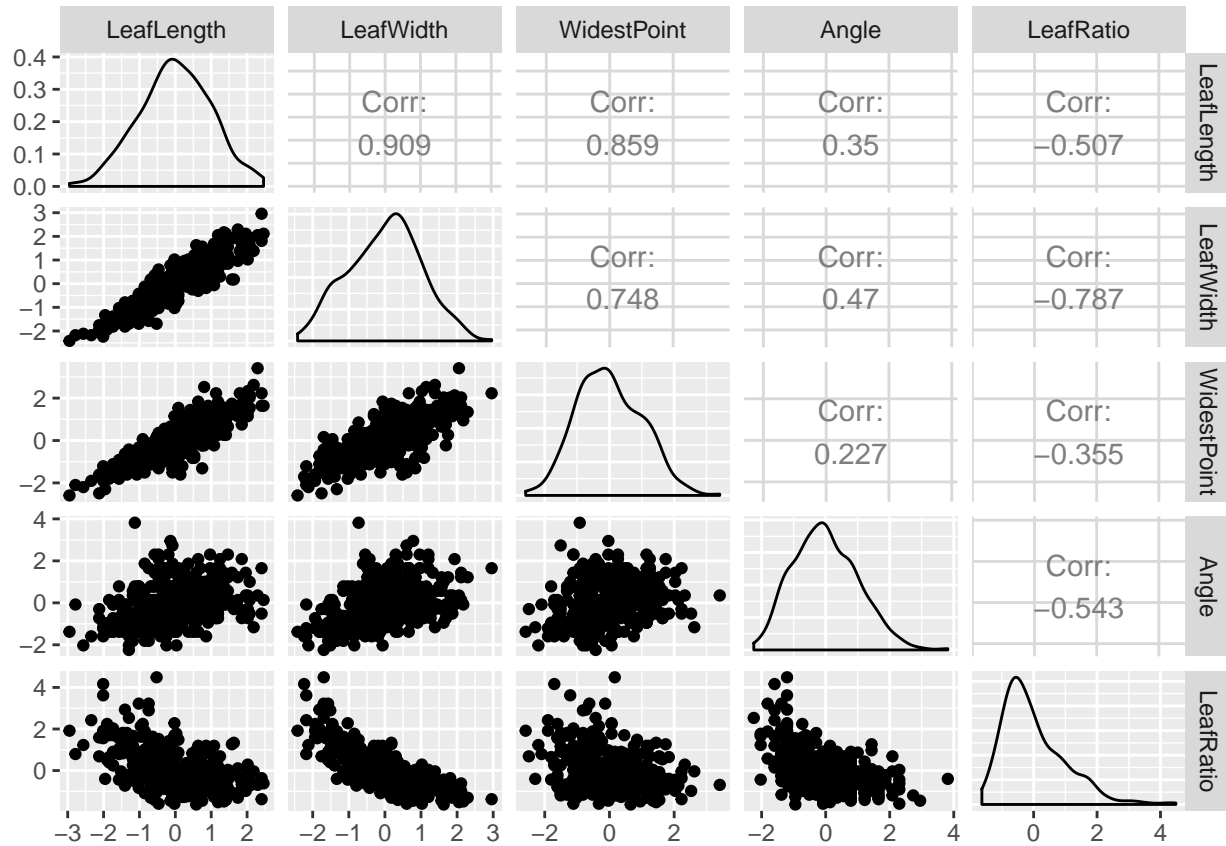 LeafLength LeafWidth WidestPoint Angle LeafRatio
0.4
0.3
0.2
0.1
0.0
Corr:
0.909
Corr:
0.859
Corr:
0.35
Corr:
−0.507
LeafLength
3
2
1
0
−1
−2
Corr:
0.748
Corr:
0.47
Corr:
−0.787
LeafWidth
2
0
−2
Corr:
0.227
Corr:
−0.355
WidestPoint
4
2
0
−2
Corr:
−0.543
Angle
4
2
0
LeafRatio
−3 −2 −1 0 1 2 −2 −1 0 1 2 3 −2 0 2 −2 0 2 4 0 2 4